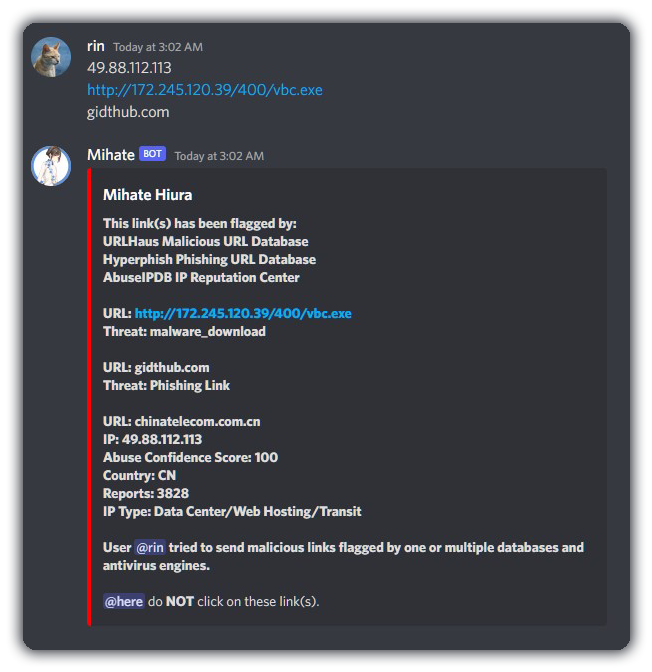 rin Today at 3:02 AM
49.88.112.113
http://172.245.120.39/400/vbc.exe
gidthub.com
Mihate BOT Today at 3:02 AM
Mihate Hiura
This link(s) has been flagged by:
URLHaus Malicious URL Database
Hyperphish Phishing URL Database
AbuseIPDB IP Reputation Center
URL: http://172.245.120.39/400/vbc.exe
Threat: malware_download
URL: gidthub.com
Threat: Phishing Link
URL: chinatelecom.com.cn
IP: 49.88.112.113
Abuse Confidence Score: 100
Country: CN
Reports: 3828
IP Type: Data Center/Web Hosting/Transit
User @rin tried to send malicious links flagged by one or multiple databases and
antivirus engines.
@here do NOT click on these link(s).